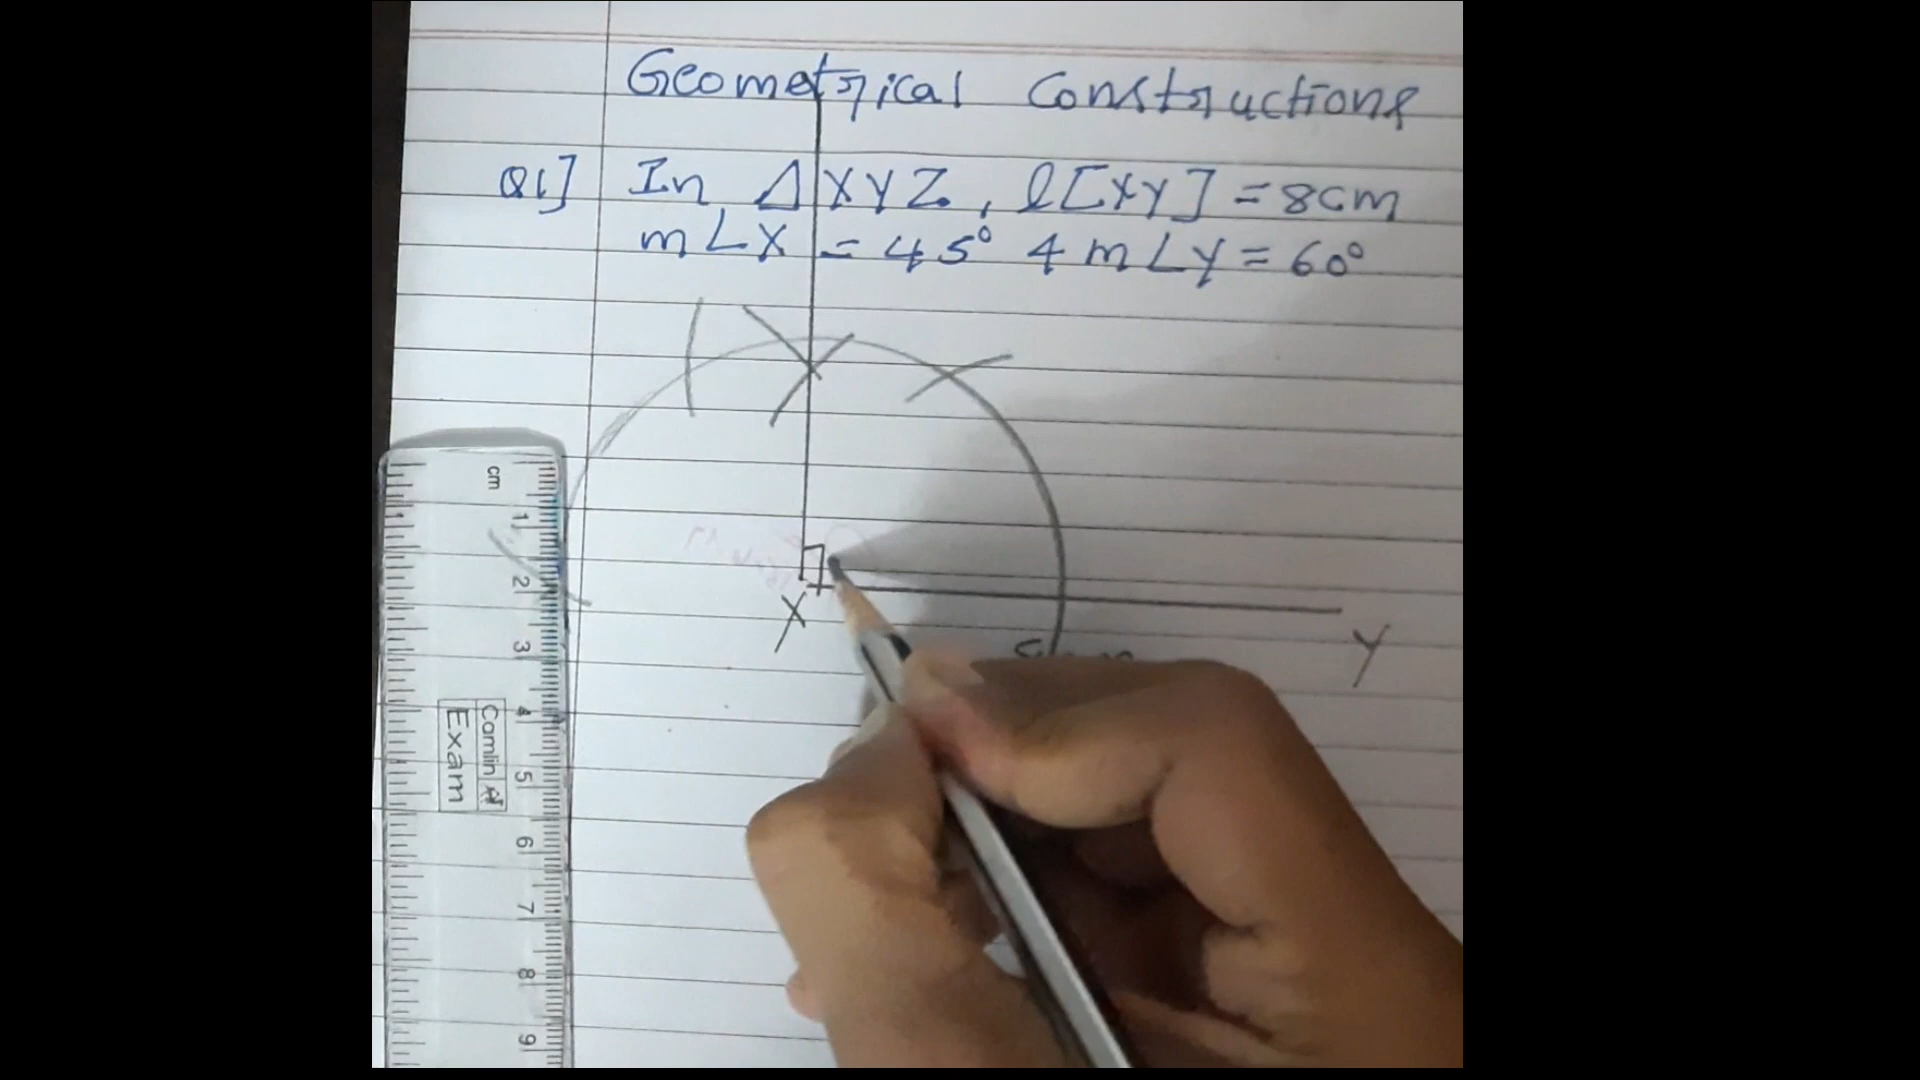 Geometrical Constructions
Q1] In △XYZ, l[XY] = 8cm
m∠X = 45° & m∠Y = 60°
cm
1
2
3
4
5
6
7
8
9
Camlin
Exam
X
Y